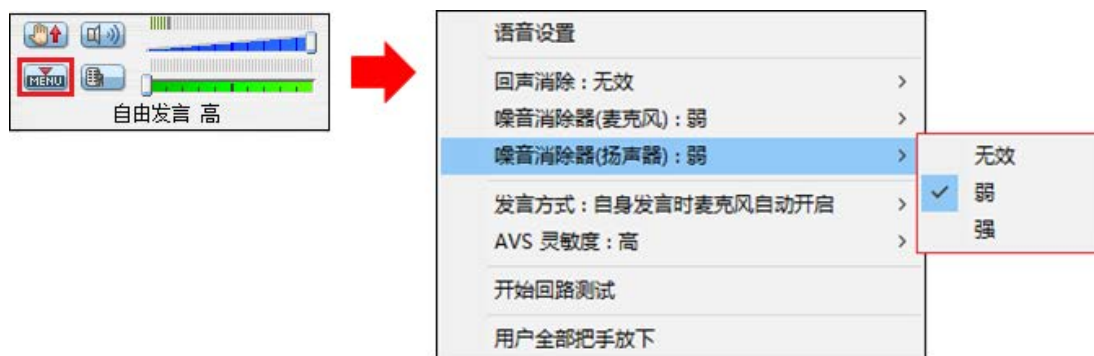 MENU
自由发言 高
语音设置
回声消除：无效
噪音消除器(麦克风)：弱
噪音消除器(扬声器)：弱
无效
弱
强
发言方式：自身发言时麦克风自动开启
AVS 灵敏度：高
开始回路测试
用户全部把手放下